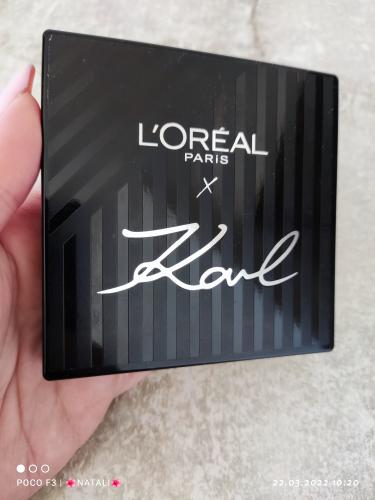 L'ORÉAL
PARIS
X
Karl
POCO F3 | 🌺NATALI🌺
22.03.2022 10:20